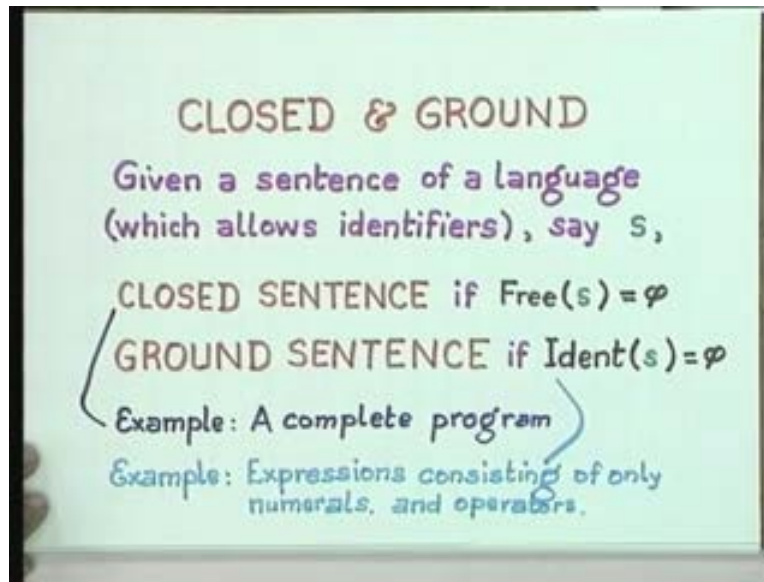 CLOSED & GROUND
Given a sentence of a language
(which allows identifiers), say s,
CLOSED SENTENCE if Free(s) = φ
GROUND SENTENCE if Ident(s) = φ
Example: A complete program
Example: Expressions consisting of only
numerals, and operators.